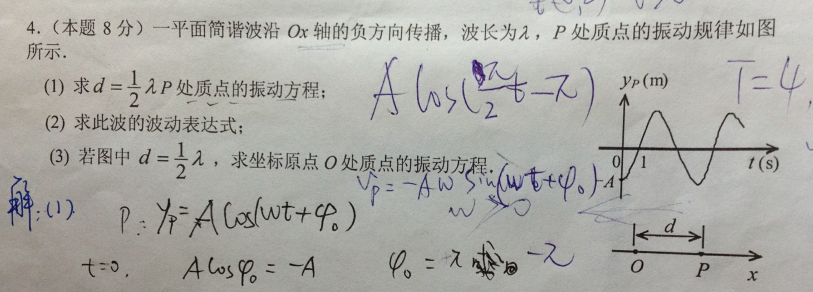 4.（本题 8 分）一平面简谐波沿 Ox 轴的负方向传播，波长为λ，P 处质点的振动规律如图
所示.
(1) 求d = 1/2 λ P 处质点的振动方程；
(2) 求此波的波动表达式；
(3) 若图中 d = 1/2 λ ，求坐标原点 O 处质点的振动方程.
A cos(π/2 t - π)
T=4,
y_P (m)
0 1 t (s)
-A
v_P = -Aω sin(ωt+φ₀)
ω > 0
解:(1)
P: y_P = A cos(ωt+φ₀)
t=0, A cos φ₀ = -A φ₀ = π -π
d
O P x